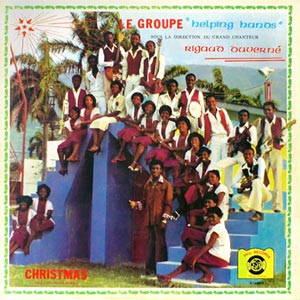 LE GROUPE "helping hands"
SOUS LA DIRECTION DU GRAND CHANTEUR
RIGAUD DUVERNÉ
CHRISTMAS